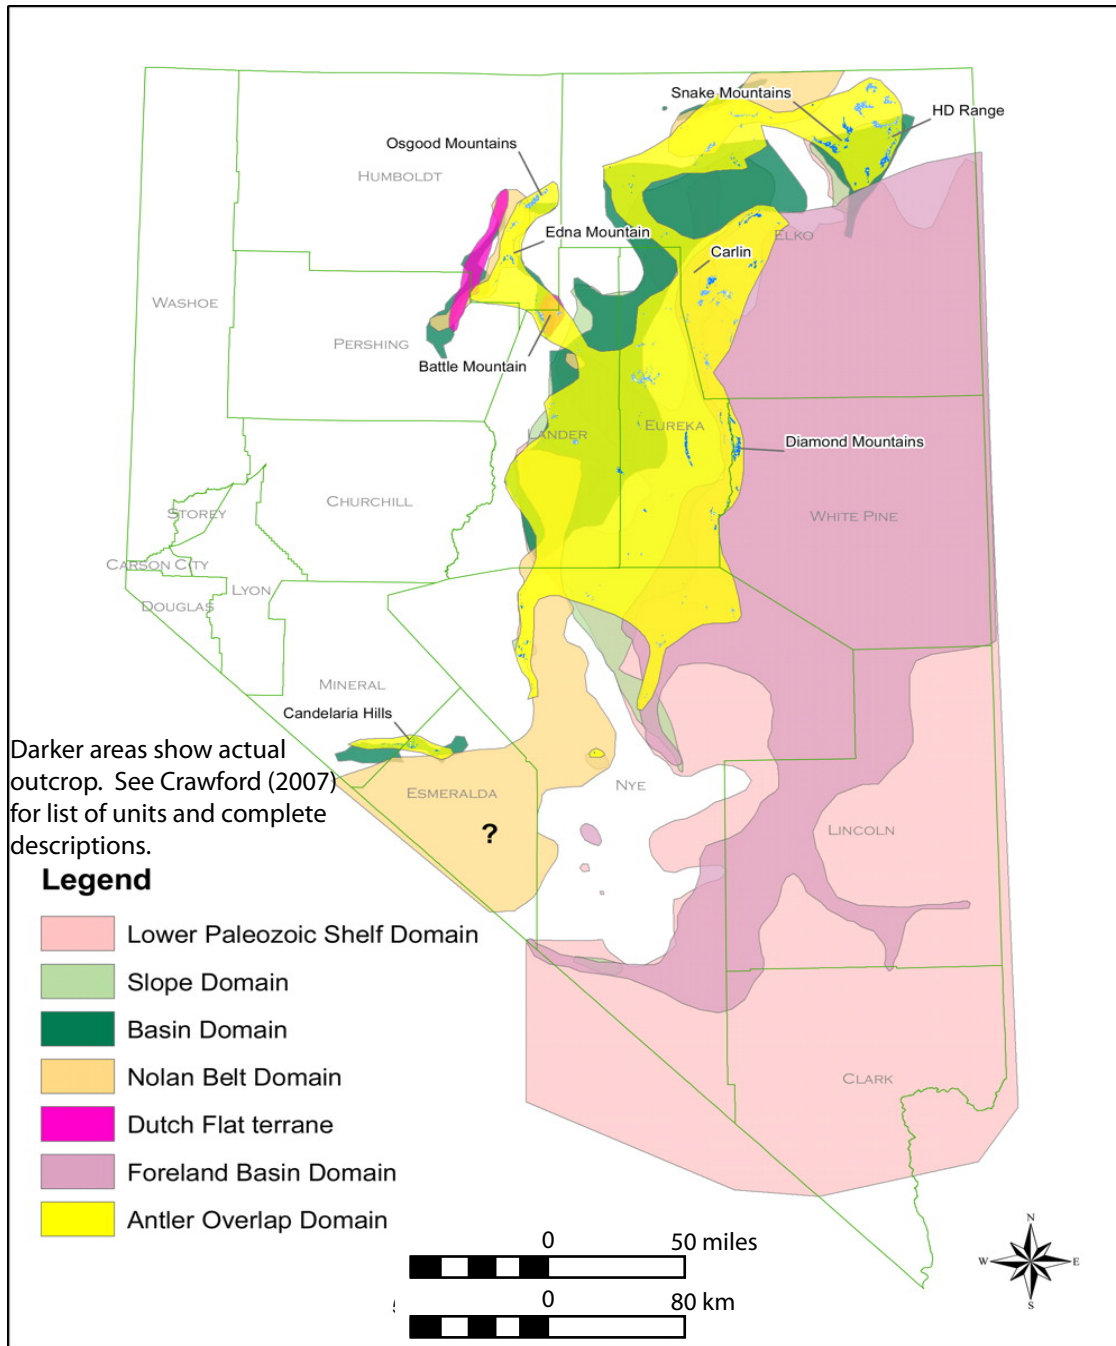 Snake Mountains
HD Range
Osgood Mountains
HUMBOLDT
Edna Mountain
ELKO
Carlin
WASHOE
PERSHING
Battle Mountain
LANDER
EUREKA
Diamond Mountains
CHURCHILL
STOREY
WHITE PINE
CARSON CITY
LYON
DOUGLAS
MINERAL
Candelaria Hills
Darker areas show actual
outcrop. See Crawford (2007)
for list of units and complete
descriptions.
ESMERALDA
NYE
?
LINCOLN
CLARK
Legend
Lower Paleozoic Shelf Domain
Slope Domain
Basin Domain
Nolan Belt Domain
Dutch Flat terrane
Foreland Basin Domain
Antler Overlap Domain
0 50 miles
0 80 km
N
W E
S